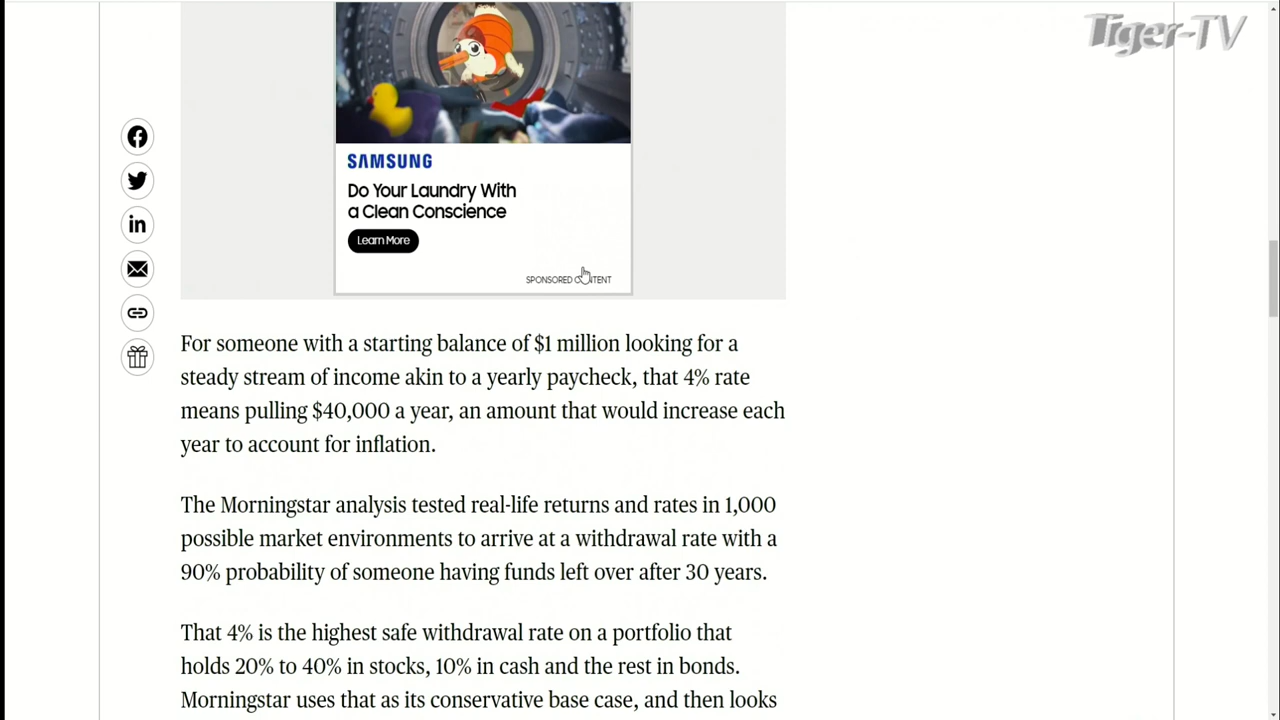 Tiger-TV
SAMSUNG
Do Your Laundry With
a Clean Conscience
Learn More
SPONSORED CONTENT
For someone with a starting balance of $1 million looking for a
steady stream of income akin to a yearly paycheck, that 4% rate
means pulling $40,000 a year, an amount that would increase each
year to account for inflation.
The Morningstar analysis tested real-life returns and rates in 1,000
possible market environments to arrive at a withdrawal rate with a
90% probability of someone having funds left over after 30 years.
That 4% is the highest safe withdrawal rate on a portfolio that
holds 20% to 40% in stocks, 10% in cash and the rest in bonds.
Morningstar uses that as its conservative base case, and then looks